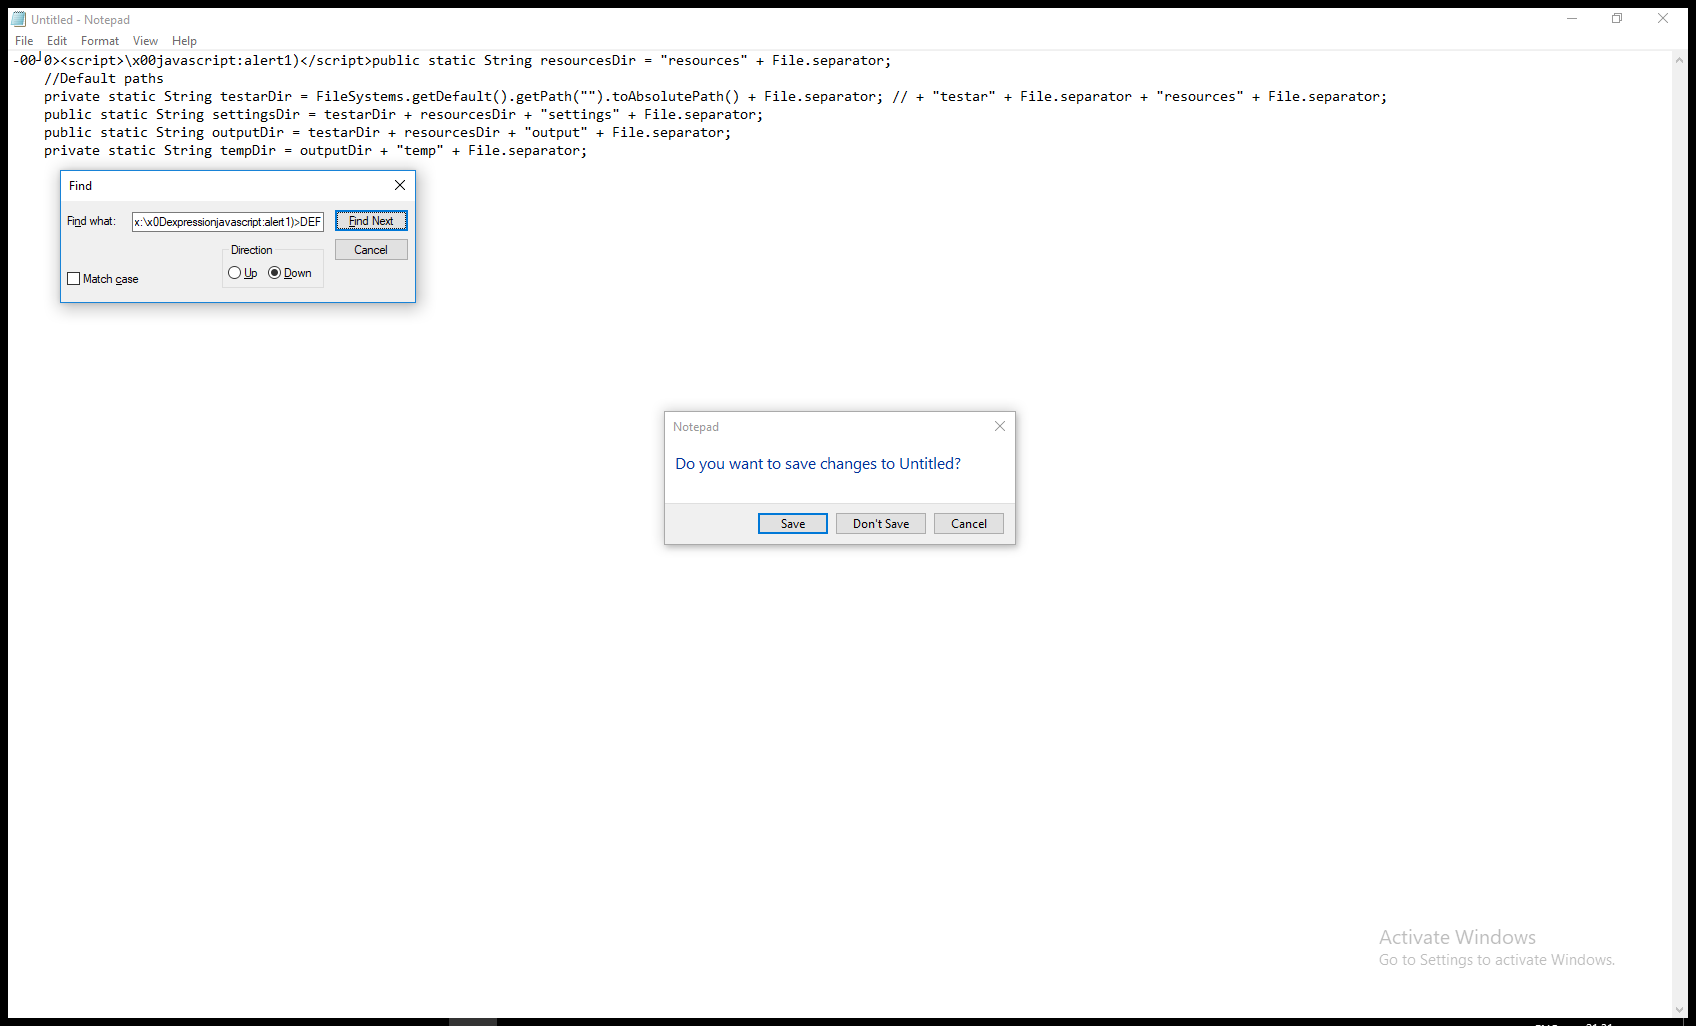 Untitled - Notepad
File Edit Format View Help
-00┘0><script>\x00javascript:alert1)</script>public static String resourcesDir = "resources" + File.separator;
//Default paths
private static String testarDir = FileSystems.getDefault().getPath("").toAbsolutePath() + File.separator; // + "testar" + File.separator + "resources" + File.separator;
public static String settingsDir = testarDir + resourcesDir + "settings" + File.separator;
public static String outputDir = testarDir + resourcesDir + "output" + File.separator;
private static String tempDir = outputDir + "temp" + File.separator;
Find
Find what: x:\x0Dexpressionjavascript:alert1)>DEF Find Next
Direction Cancel
Up Down
Match case
Notepad
Do you want to save changes to Untitled?
Save Don't Save Cancel
Activate Windows
Go to Settings to activate Windows.